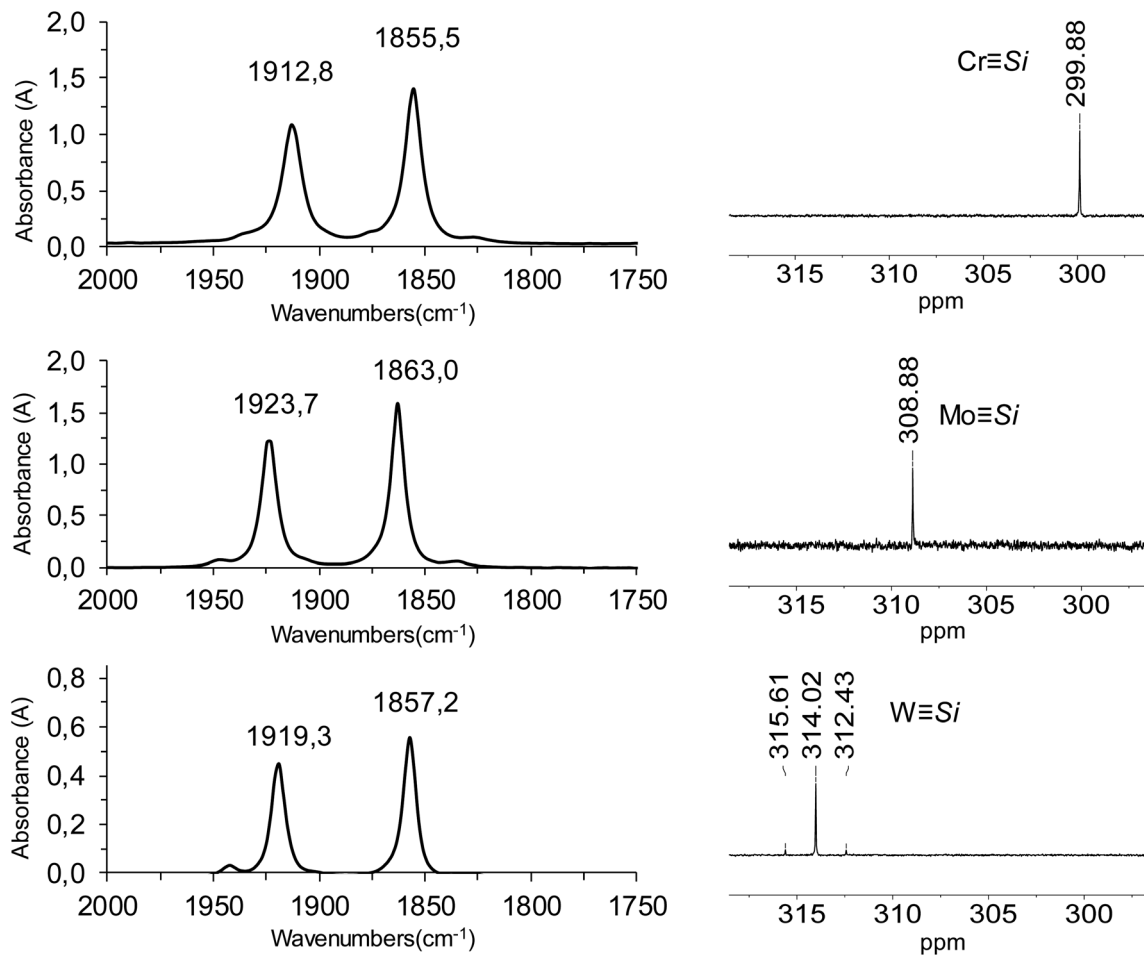 2,0
1,5
1,0
0,5
0,0
Absorbance (A)
1912,8
1855,5
2000 1950 1900 1850 1800 1750
Wavenumbers(cm-1)
Cr≡Si
299.88
315 310 305 300
ppm
2,0
1,5
1,0
0,5
0,0
Absorbance (A)
1923,7
1863,0
2000 1950 1900 1850 1800 1750
Wavenumbers(cm-1)
308.88
Mo≡Si
315 310 305 300
ppm
0,8
0,6
0,4
0,2
0,0
Absorbance (A)
1919,3
1857,2
2000 1950 1900 1850 1800 1750
Wavenumbers(cm-1)
315.61
314.02
312.43
W≡Si
315 310 305 300
ppm